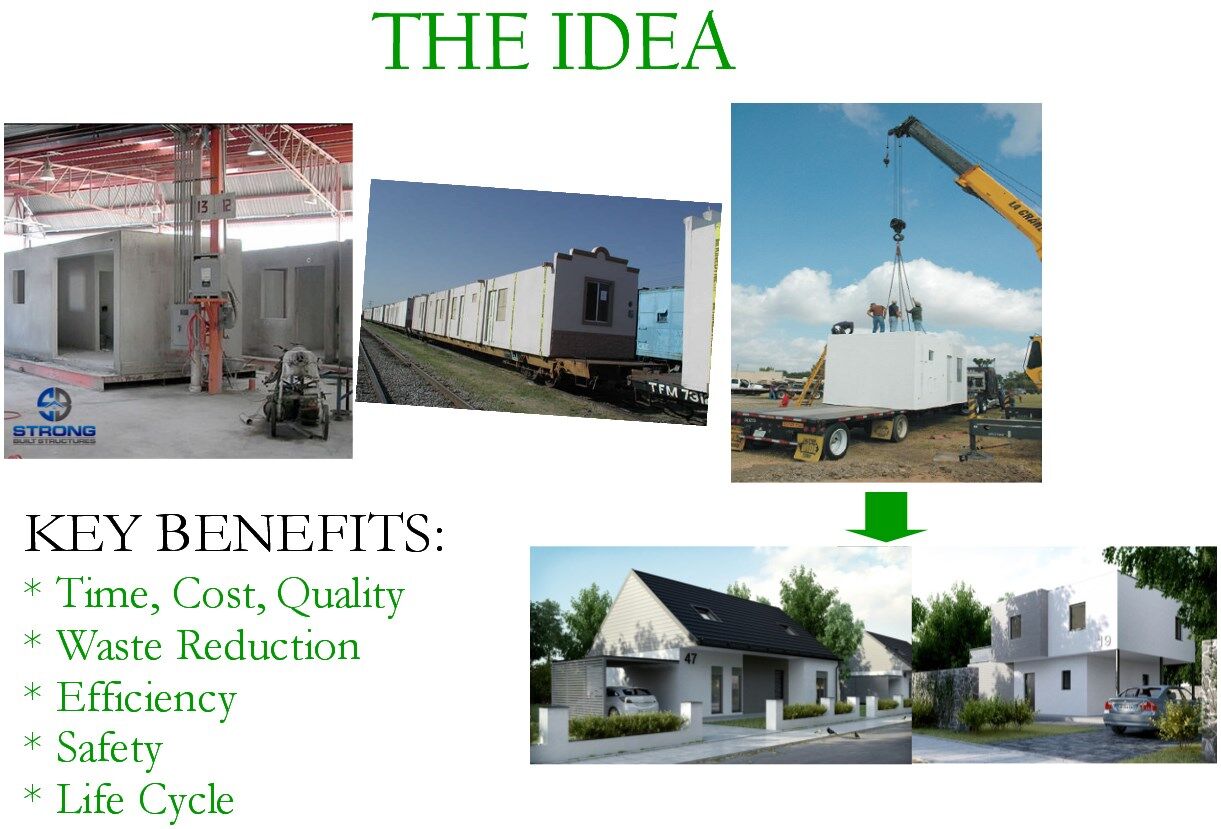 THE IDEA
13 12
STRONG
BUILT STRUCTURES
TFM 731
LA GRAN
KEY BENEFITS:
* Time, Cost, Quality
* Waste Reduction
* Efficiency
* Safety
* Life Cycle
47
19